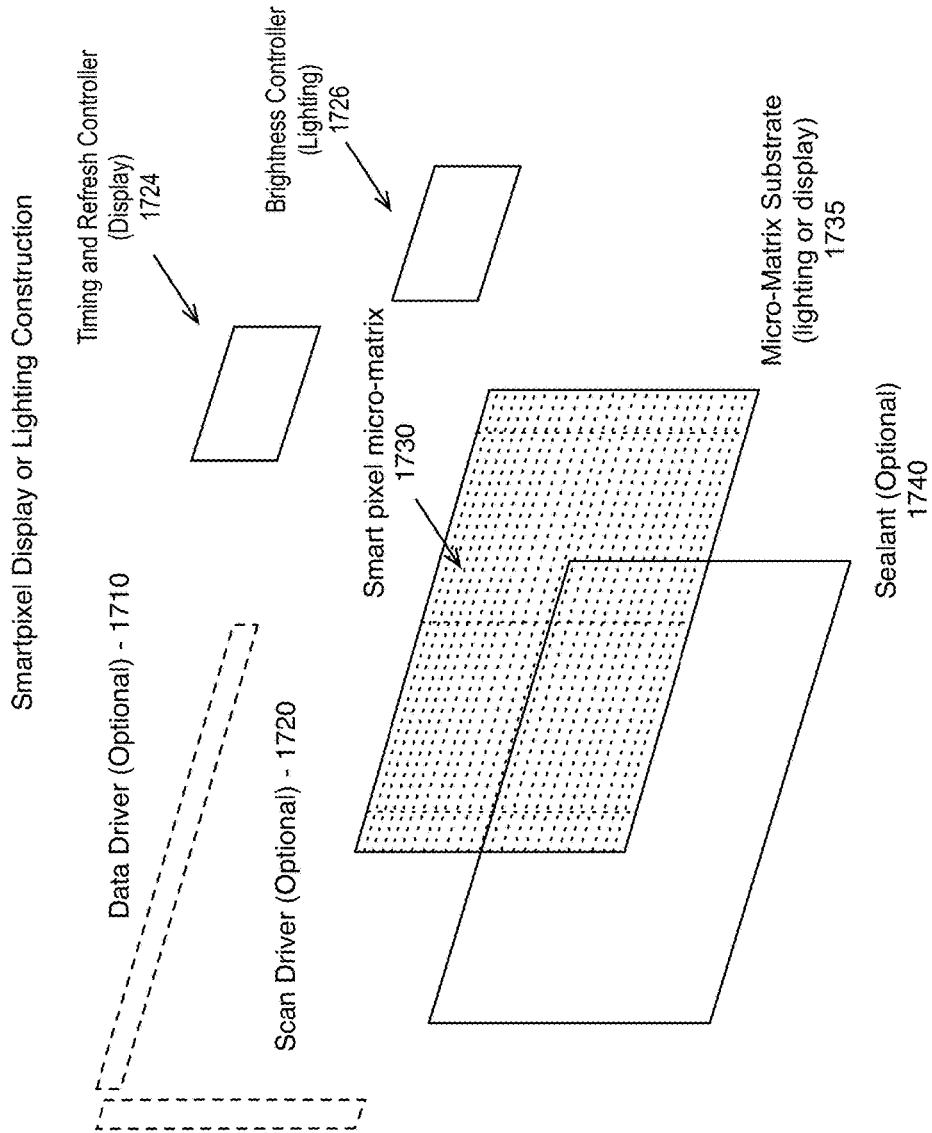 Smartpixel Display or Lighting Construction
Data Driver (Optional) - 1710
Timing and Refresh Controller
(Display)
1724
Scan Driver (Optional) - 1720
Brightness Controller
(Lighting)
1726
Smart pixel micro-matrix
1730
Micro-Matrix Substrate
(lighting or display)
1735
Sealant (Optional)
1740